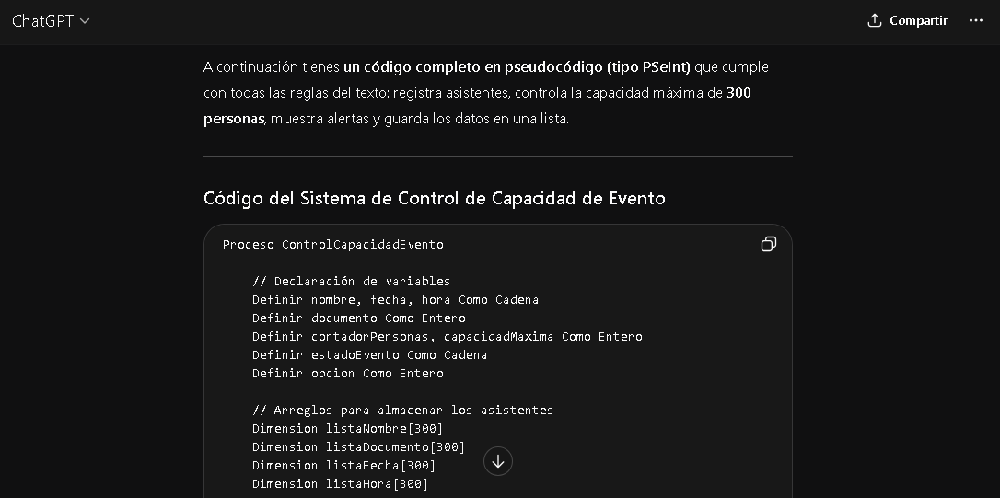 ChatGPT
Compartir
A continuación tienes un código completo en pseudocódigo (tipo PSeInt) que cumple
con todas las reglas del texto: registra asistentes, controla la capacidad máxima de 300
personas, muestra alertas y guarda los datos en una lista.
Código del Sistema de Control de Capacidad de Evento
Proceso ControlCapacidadEvento
// Declaración de variables
Definir nombre, fecha, hora Como Cadena
Definir documento Como Entero
Definir contadorPersonas, capacidadMaxima Como Entero
Definir estadoEvento Como Cadena
Definir opcion Como Entero
// Arreglos para almacenar los asistentes
Dimension listaNombre[300]
Dimension listaDocumento[300]
Dimension listaFecha[300]
Dimension listaHora[300]